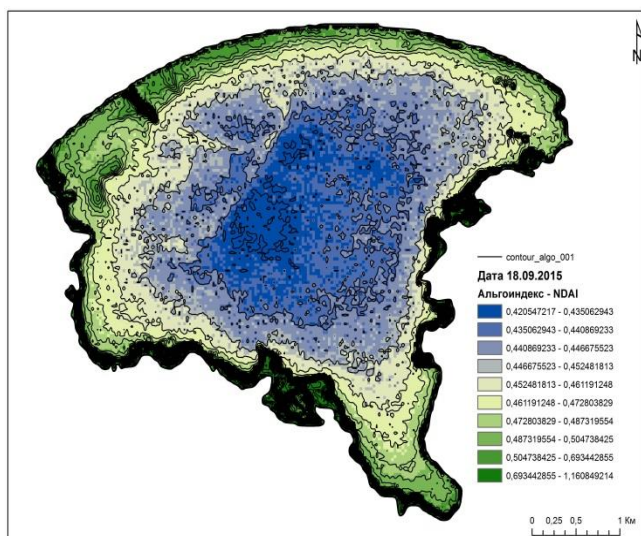 N
contour_algo_001
Дата 18.09.2015
Альгоиндекс - NDAI
0,420547217 - 0,435062943
0,435062943 - 0,440869233
0,440869233 - 0,446675523
0,446675523 - 0,452481813
0,452481813 - 0,461191248
0,461191248 - 0,472803829
0,472803829 - 0,487319554
0,487319554 - 0,504738425
0,504738425 - 0,693442855
0,693442855 - 1,160849214
0 0,25 0,5 1 Км